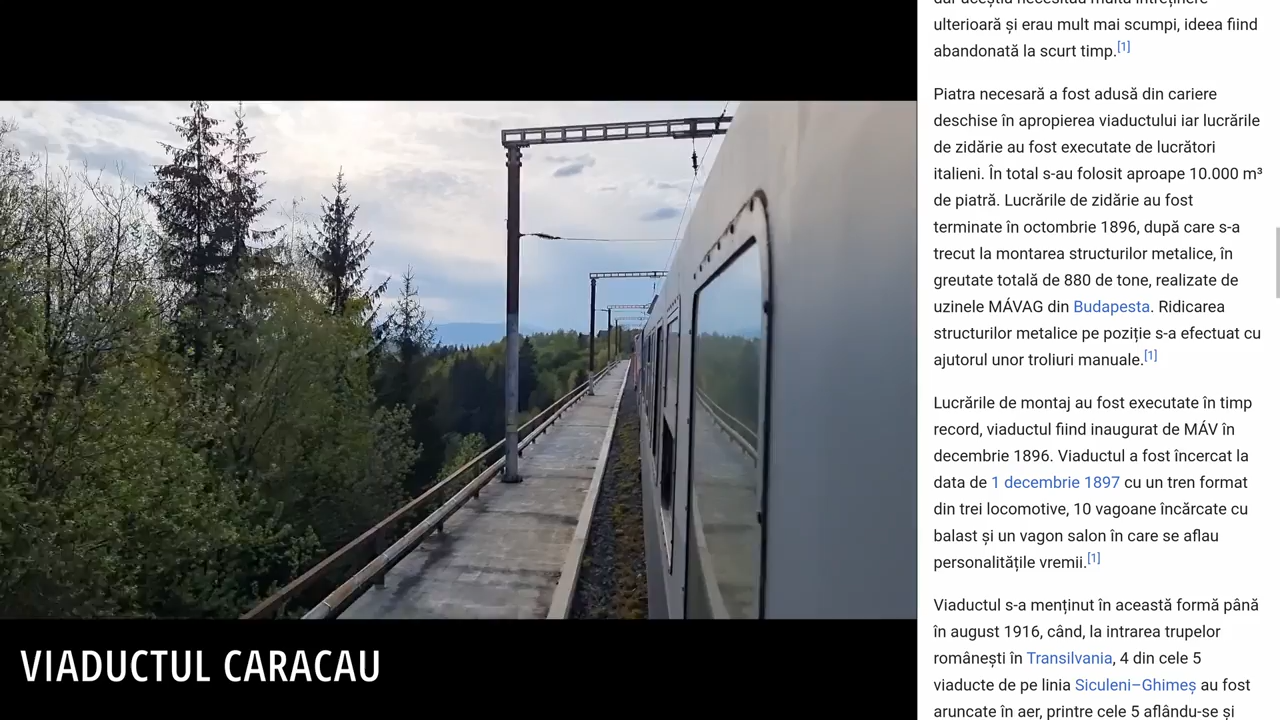 VIADUCTUL CARACAU
ulterioară și erau mult mai scumpi, ideea fiind
abandonată la scurt timp.[1]
Piatra necesară a fost adusă din cariere
deschise în apropierea viaductului iar lucrările
de zidărie au fost executate de lucrători
italieni. În total s-au folosit aproape 10.000 m³
de piatră. Lucrările de zidărie au fost
terminate în octombrie 1896, după care s-a
trecut la montarea structurilor metalice, în
greutate totală de 880 de tone, realizate de
uzinele MÁVAG din Budapesta. Ridicarea
structurilor metalice pe poziție s-a efectuat cu
ajutorul unor troliuri manuale.[1]
Lucrările de montaj au fost executate în timp
record, viaductul fiind inaugurat de MÁV în
decembrie 1896. Viaductul a fost încercat la
data de 1 decembrie 1897 cu un tren format
din trei locomotive, 10 vagoane încărcate cu
balast și un vagon salon în care se aflau
personalitățile vremii.[1]
Viaductul s-a menținut în această formă până
în august 1916, când, la intrarea trupelor
românești în Transilvania, 4 din cele 5
viaducte de pe linia Siculeni–Ghimeș au fost
aruncate în aer, printre cele 5 aflându-se și